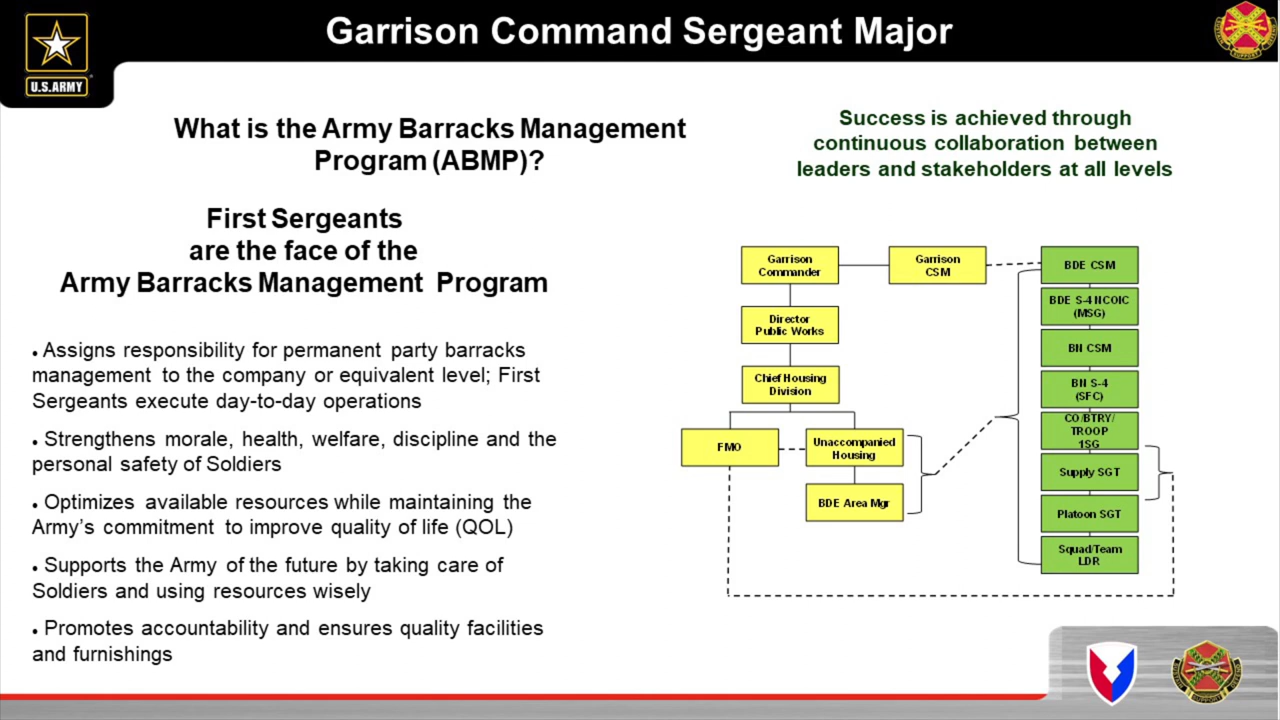 Garrison Command Sergeant Major
U.S.ARMY
What is the Army Barracks Management
Program (ABMP)?
First Sergeants
are the face of the
Army Barracks Management Program
• Assigns responsibility for permanent party barracks
management to the company or equivalent level; First
Sergeants execute day-to-day operations
• Strengthens morale, health, welfare, discipline and the
personal safety of Soldiers
• Optimizes available resources while maintaining the
Army's commitment to improve quality of life (QOL)
• Supports the Army of the future by taking care of
Soldiers and using resources wisely
• Promotes accountability and ensures quality facilities
and furnishings
Success is achieved through
continuous collaboration between
leaders and stakeholders at all levels
Garrison
Commander
Garrison
CSM
Director
Public Works
Chief Housing
Division
FMO
Unaccompanied
Housing
BDE Area Mgr
BDE CSM
BDE S-4 NCOIC
(MSG)
BN CSM
BN S-4
(SFC)
CO/BTRY/
TROOP
1SG
Supply SGT
Platoon SGT
Squad/Team
LDR